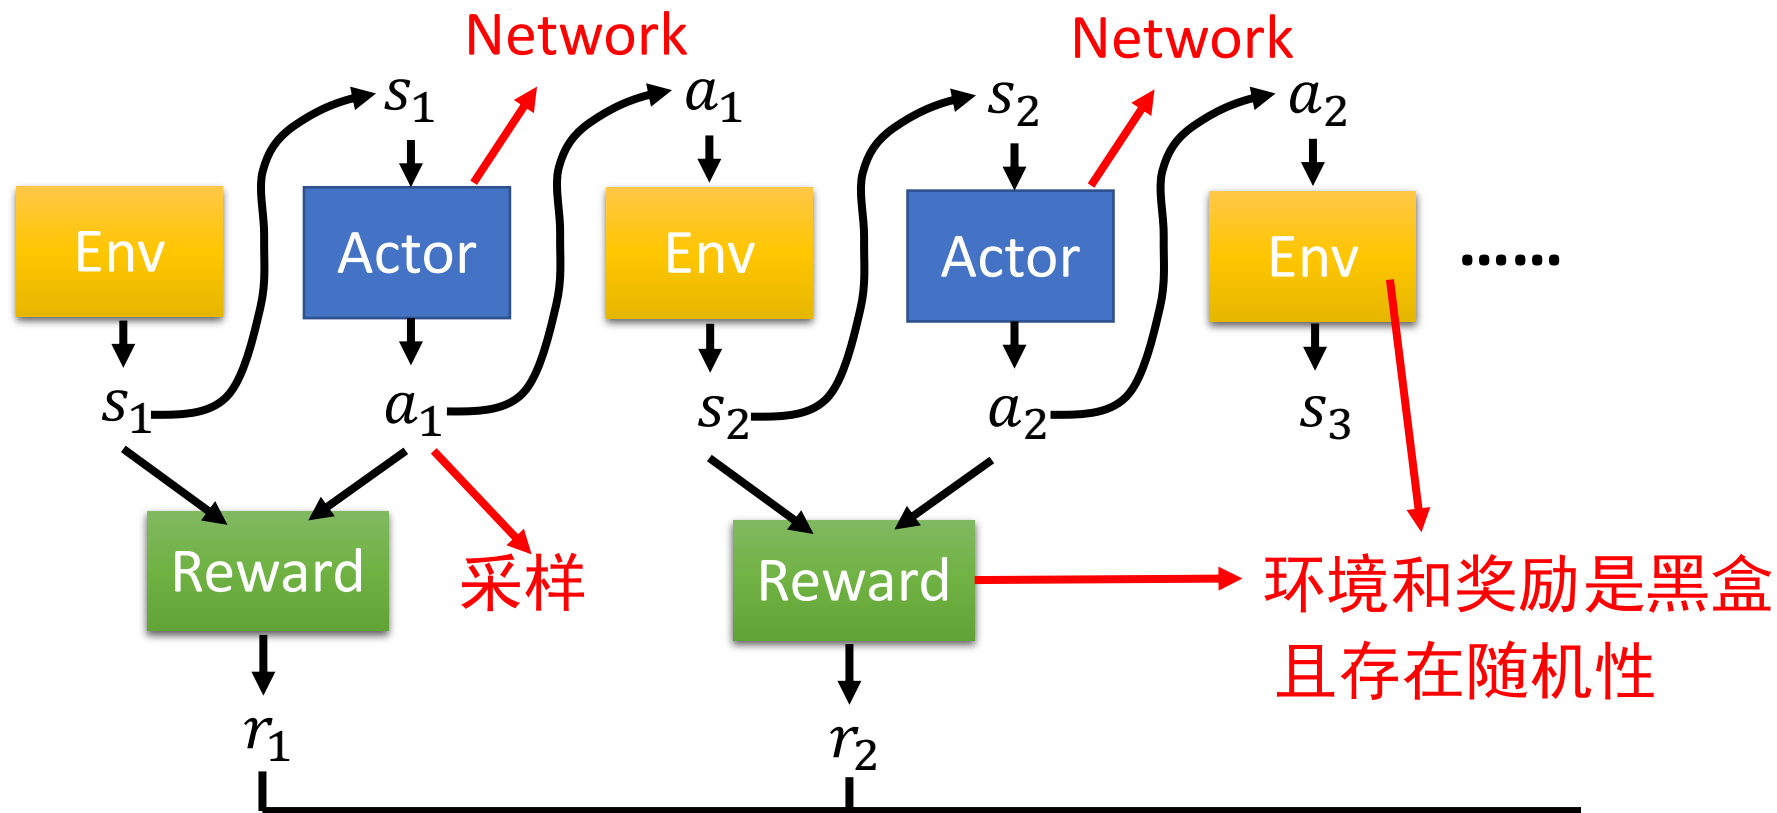 Network Network
s₁ a₁ s₂ a₂
Env Actor Env Actor Env ......
s₁ a₁ s₂ a₂ s₃
Reward 采样 Reward 环境和奖励是黑盒
且存在随机性
r₁ r₂